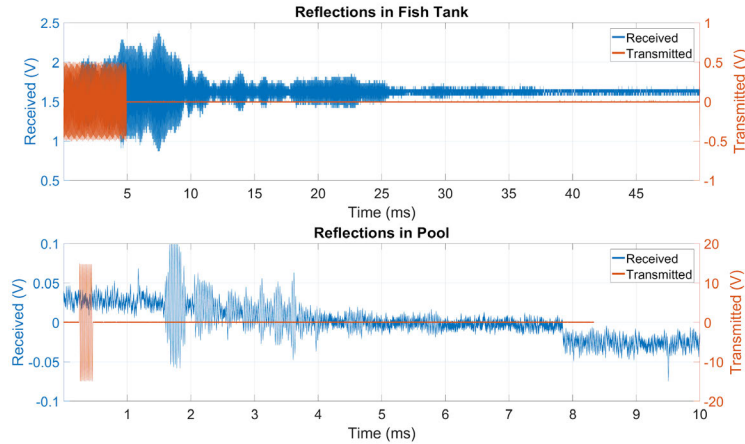 Reflections in Fish Tank
2.5
2
1.5
1
0.5
Received (V)
1
0.5
0
-0.5
-1
Transmitted (V)
Received
Transmitted
5 10 15 20 25 30 35 40 45
Time (ms)
Reflections in Pool
0.1
0.05
0
-0.05
-0.1
Received (V)
20
10
0
-10
-20
Transmitted (V)
Received
Transmitted
1 2 3 4 5 6 7 8 9 10
Time (ms)